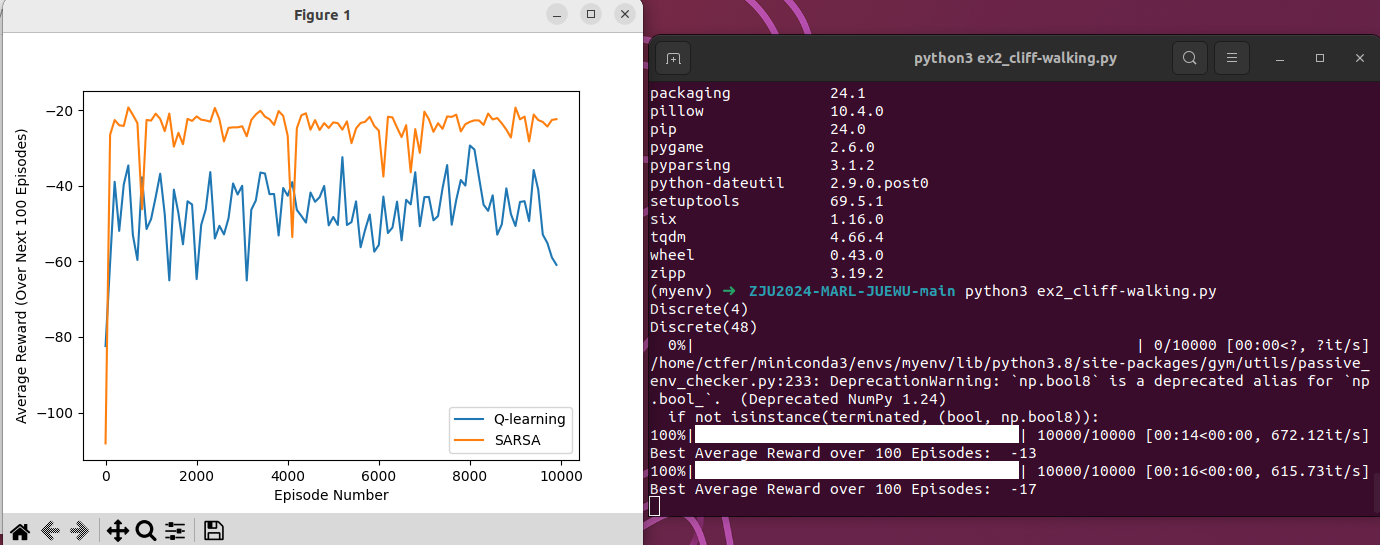 Figure 1
Average Reward (Over Next 100 Episodes)
−20
−40
−60
−80
−100
0
2000
4000
6000
8000
10000
Episode Number
Q-learning
SARSA
python3 ex2_cliff-walking.py
packaging 24.1
pillow 10.4.0
pip 24.0
pygame 2.6.0
pyparsing 3.1.2
python-dateutil 2.9.0.post0
setuptools 69.5.1
six 1.16.0
tqdm 4.66.4
wheel 0.43.0
zipp 3.19.2
(myenv) ➜ ZJU2024-MARL-JUEWU-main python3 ex2_cliff-walking.py
Discrete(4)
Discrete(48)
0%| | 0/10000 [00:00<?, ?it/s]
/home/ctfer/miniconda3/envs/myenv/lib/python3.8/site-packages/gym/utils/passive_
env_checker.py:233: DeprecationWarning: `np.bool8` is a deprecated alias for `np
.bool_`. (Deprecated NumPy 1.24)
if not isinstance(terminated, (bool, np.bool8)):
100%|██████████| 10000/10000 [00:14<00:00, 672.12it/s]
Best Average Reward over 100 Episodes: -13
100%|██████████| 10000/10000 [00:16<00:00, 615.73it/s]
Best Average Reward over 100 Episodes: -17